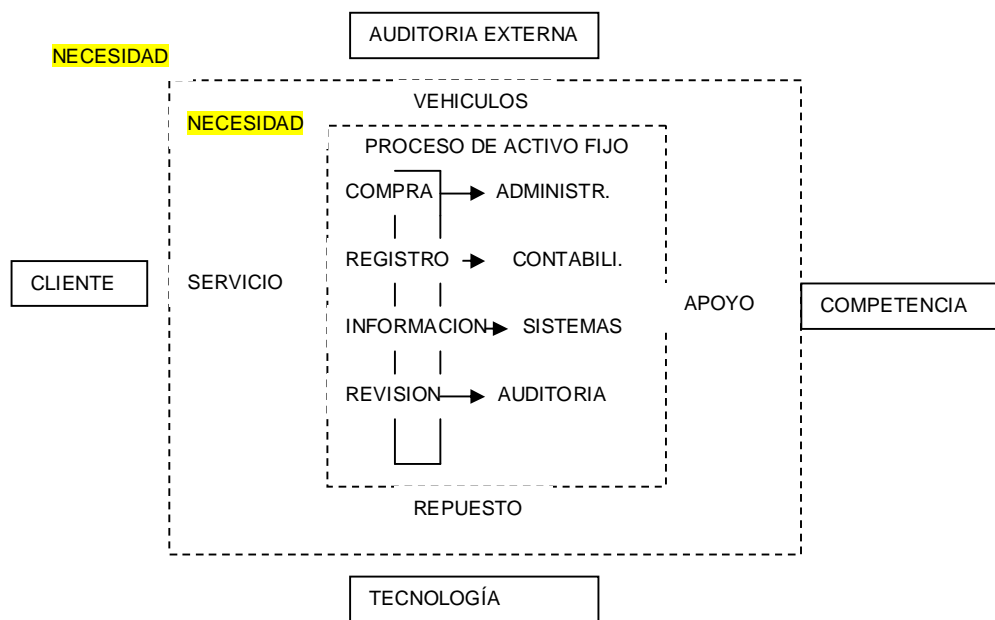 AUDITORIA EXTERNA
NECESIDAD
VEHICULOS
NECESIDAD
PROCESO DE ACTIVO FIJO
COMPRA ADMINISTR.
REGISTRO CONTABILI.
CLIENTE SERVICIO
APOYO COMPETENCIA
INFORMACION SISTEMAS
REVISION AUDITORIA
REPUESTO
TECNOLOGÍA